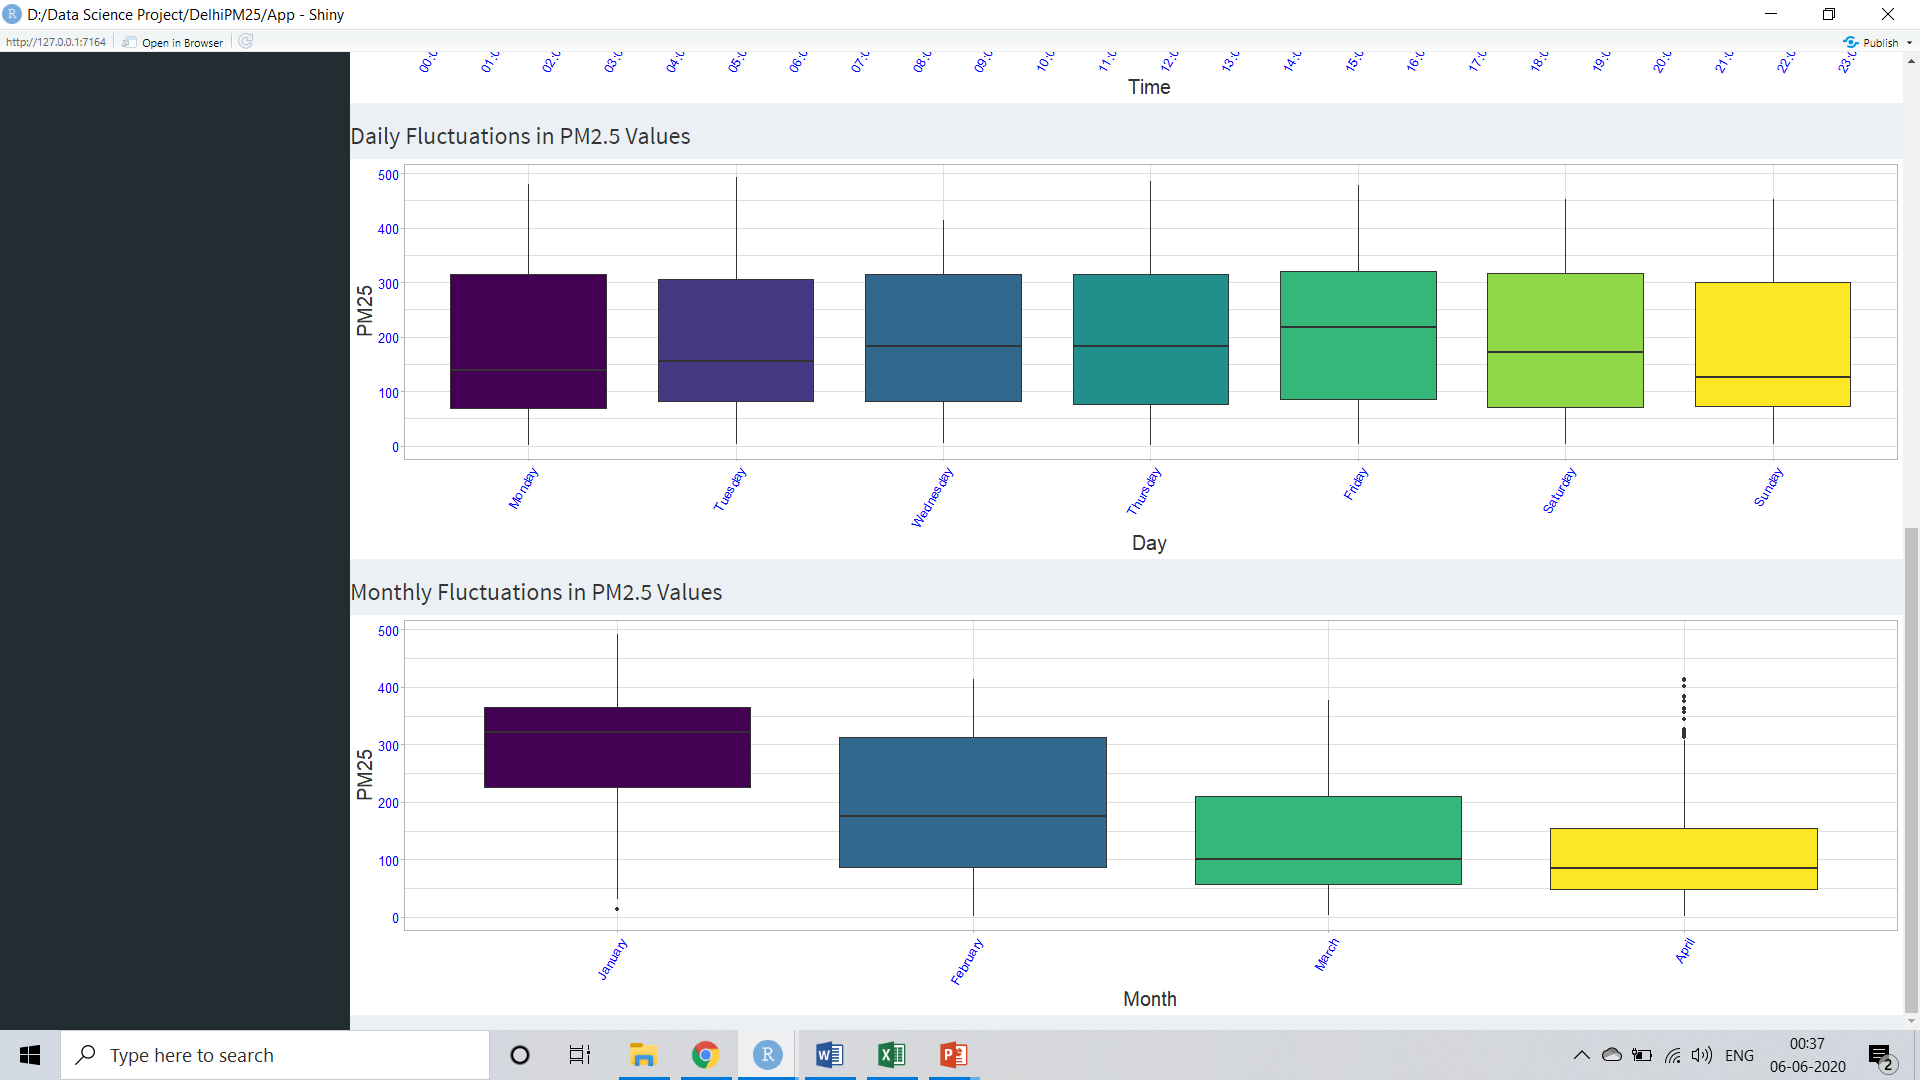 D:/Data Science Project/DelhiPM25/App - Shiny
http://127.0.0.1:7164 Open in Browser Publish
Time
Daily Fluctuations in PM2.5 Values
500
400
300
200
100
0
PM25
Monday Tuesday Wednesday Thursday Friday Saturday Sunday
Day
Monthly Fluctuations in PM2.5 Values
500
400
300
200
100
0
PM25
January February March April
Month
Type here to search
ENG
00:37
06-06-2020
2